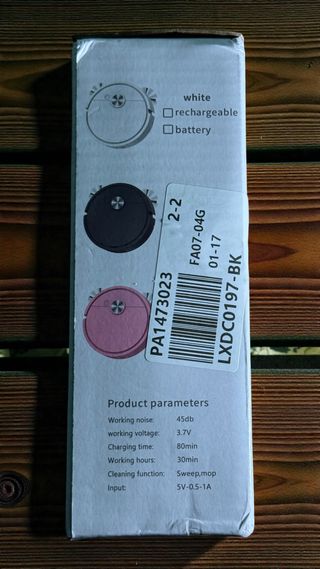 white
rechargeable
battery
2-2
FA07-04G
01-17
PA1473023
LXDC0197-BK
Product parameters
Working noise: 45db
working voltage: 3.7V
Charging time: 80min
Working hours: 30min
Cleaning function: Sweep,mop
Input: 5V-0.5-1A